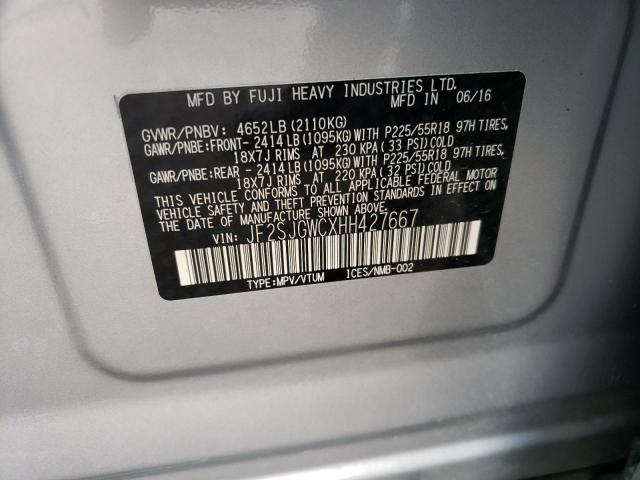 MFD BY FUJI HEAVY INDUSTRIES LTD.
MFD IN 06/16
GVWR/PNBV: 4652LB(2110KG)
GAWR/PNBE:FRONT- 2414LB(1095KG)WITH P225/55R18 97H TIRES,
18X7J RIMS AT 230 KPA( 33 PSI)COLD
GAWR/PNBE:REAR - 2414LB(1095KG)WITH P225/55R18 97H TIRES,
18X7J RIMS AT 220 KPA( 32 PSI)COLD
THIS VEHICLE CONFORMS TO ALL APPLICABLE FEDERAL MOTOR
VEHICLE SAFETY AND THEFT PREVENTION STANDARDS IN EFFECT ON
THE DATE OF MANUFACTURE SHOWN ABOVE.
VIN: JF2SJGWCXHH427667
TYPE:MPV/VTUM ICES/NMB-002